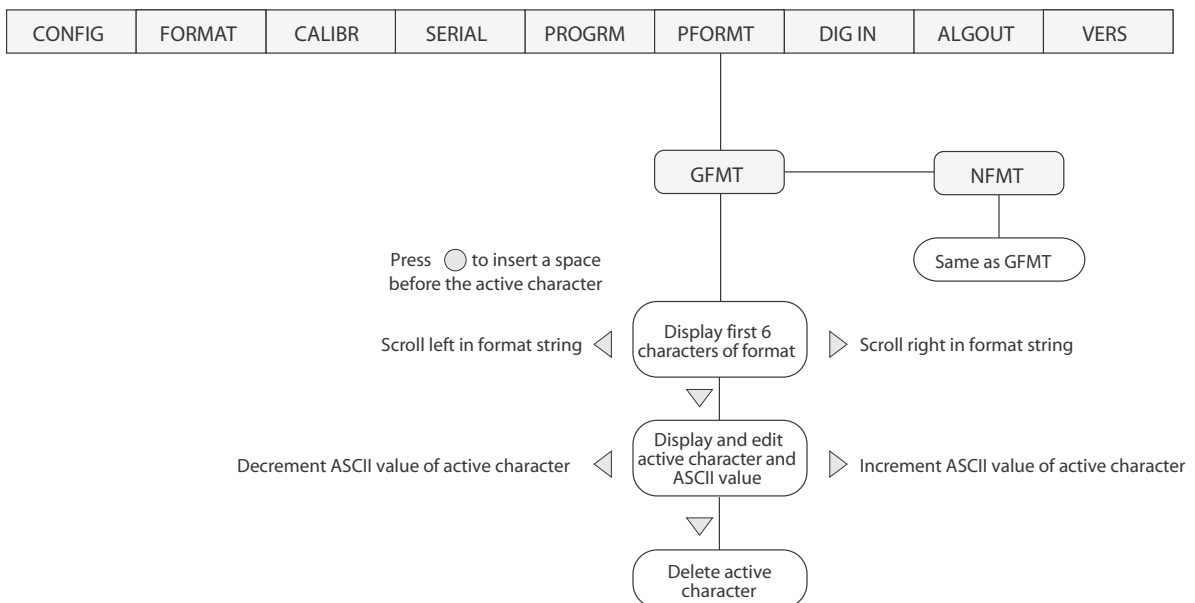 CONFIG FORMAT CALIBR SERIAL PROGRM PFORMT DIG IN ALGOUT VERS
GFMT NFMT
Press to insert a space
before the active character
Same as GFMT
Scroll left in format string
Display first 6
characters of format
Scroll right in format string
Decrement ASCII value of active character
Display and edit
active character and
ASCII value
Increment ASCII value of active character
Delete active
character